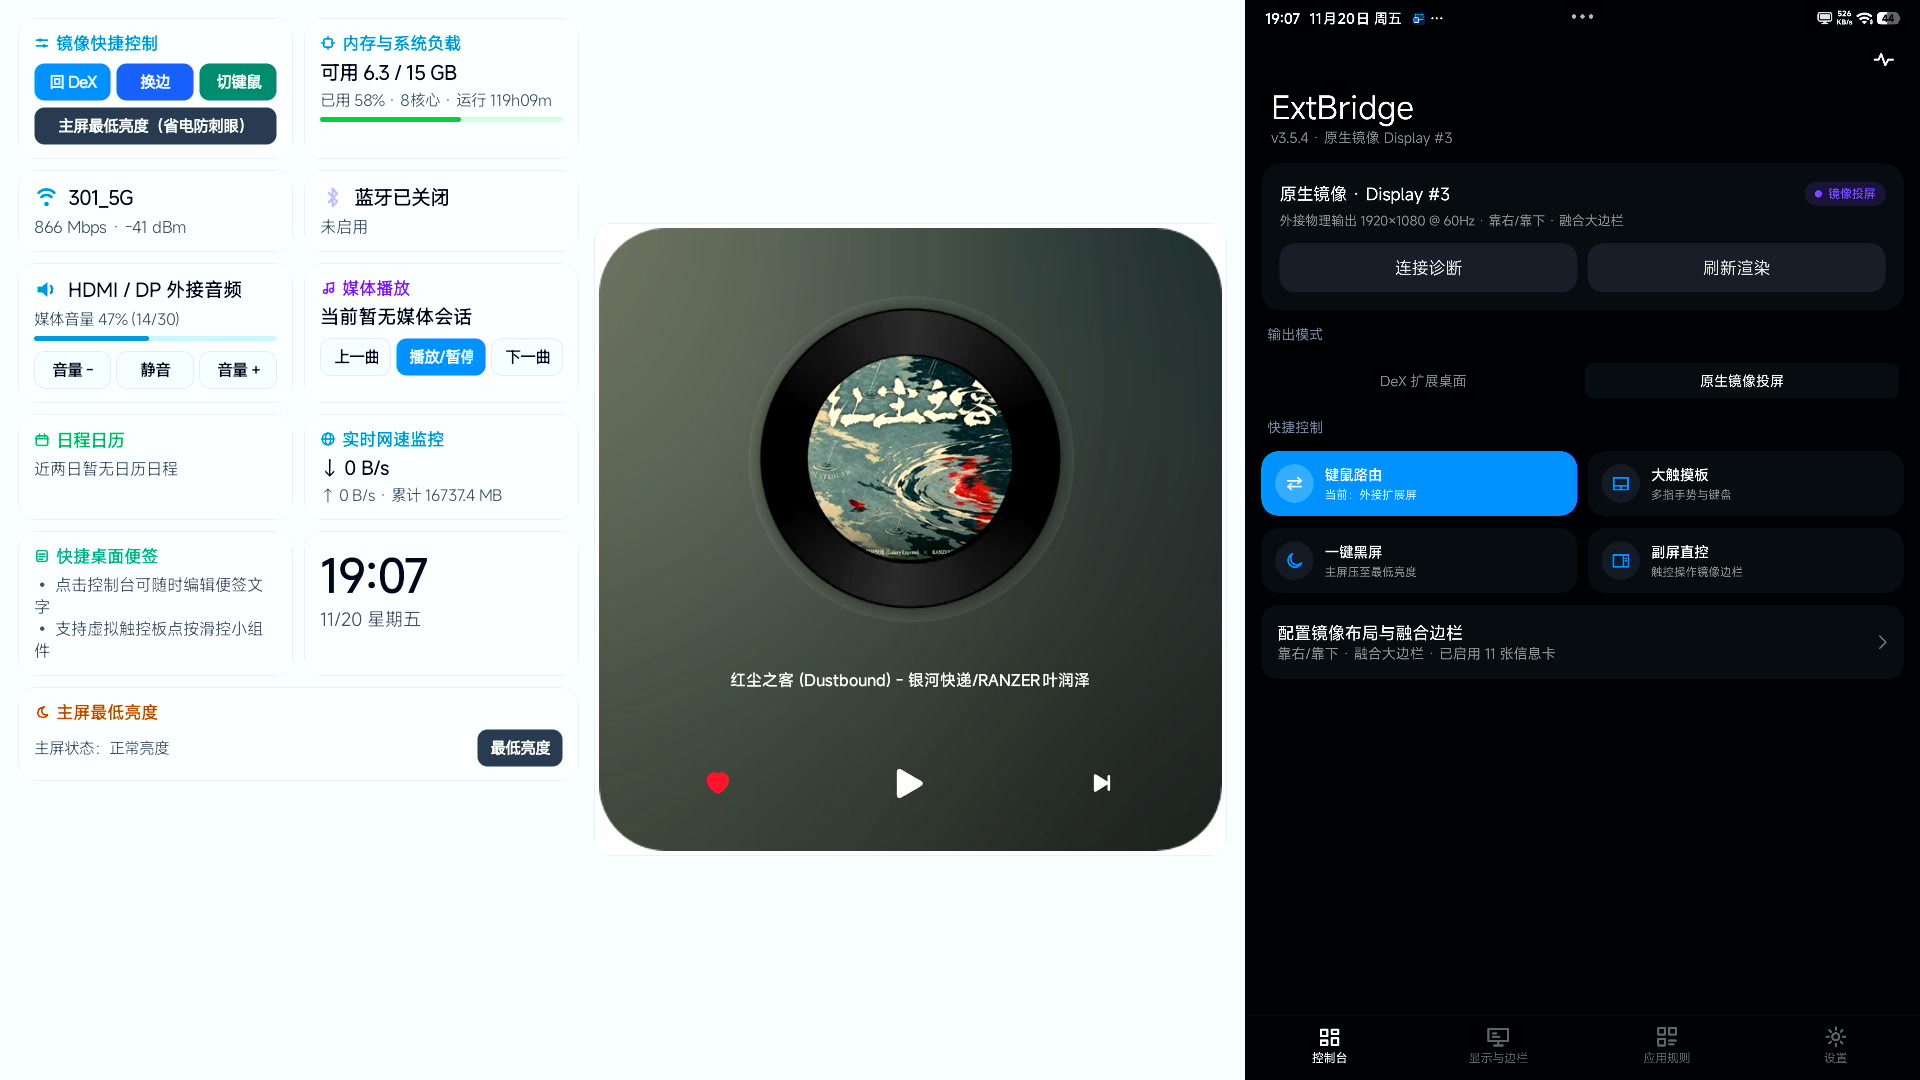 镜像快捷控制
回 DeX
换边
切键鼠
主屏最低亮度（省电防刺眼）
内存与系统负载
可用 6.3 / 15 GB
已用 58% · 8核心 · 运行 119h09m
301_5G
866 Mbps · -41 dBm
蓝牙已关闭
未启用
HDMI / DP 外接音频
媒体音量 47% (14/30)
音量 -
静音
音量 +
媒体播放
当前暂无媒体会话
上一曲
播放/暂停
下一曲
日程日历
近两日暂无日历日程
实时网速监控
↓ 0 B/s
↑ 0 B/s · 累计 16737.4 MB
快捷桌面便签
• 点击控制台可随时编辑便签文
字
• 支持虚拟触控板点按滑控小组
件
19:07
11/20 星期五
主屏最低亮度
主屏状态：正常亮度
最低亮度
红尘之客
红尘之客 (Dustbound) - 银河快递/RANZER叶润泽
19:07 11月20日 周五
526
KB/s
44
ExtBridge
v3.5.4 · 原生镜像 Display #3
原生镜像 · Display #3
镜像投屏
外接物理输出 1920×1080 @ 60Hz · 靠右/靠下 · 融合大边栏
连接诊断
刷新渲染
输出模式
DeX 扩展桌面
原生镜像投屏
快捷控制
键鼠路由
当前：外接扩展屏
大触摸板
多指手势与键盘
一键黑屏
主屏压至最低亮度
副屏直控
触控操作镜像边栏
配置镜像布局与融合边栏
靠右/靠下 · 融合大边栏 · 已启用 11 张信息卡
控制台
显示与边栏
应用规则
设置